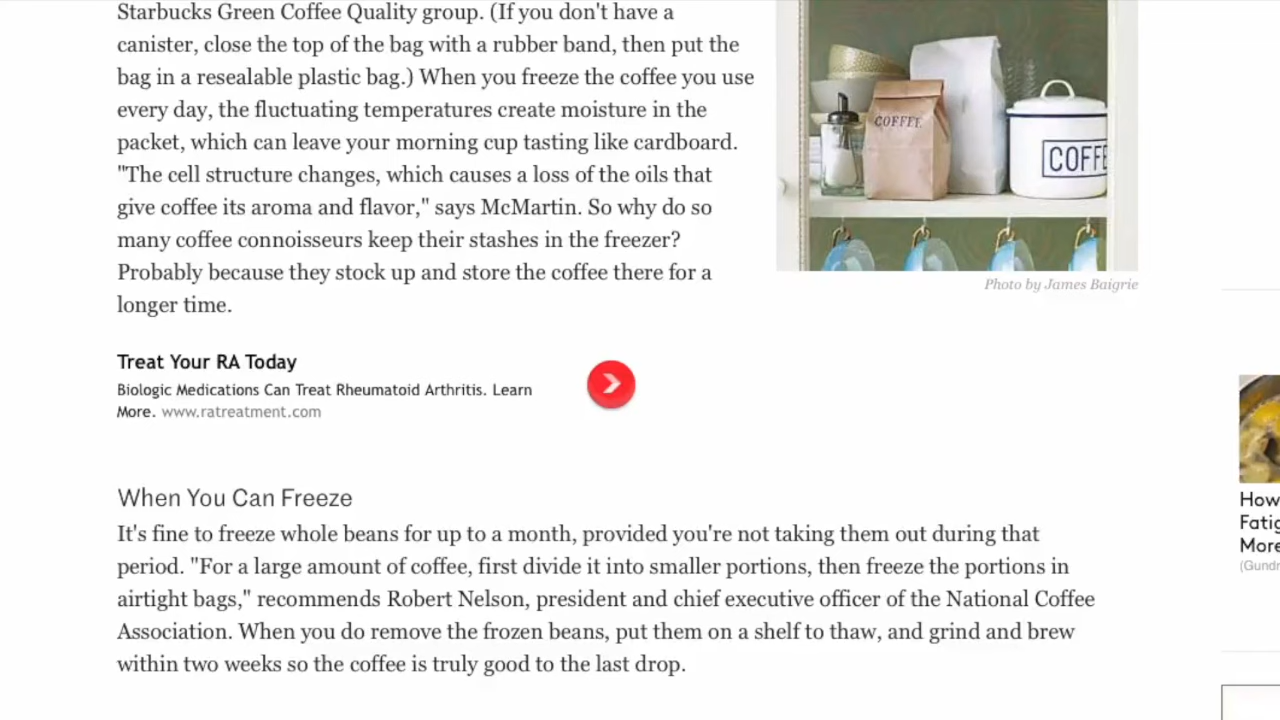 Starbucks Green Coffee Quality group. (If you don't have a
canister, close the top of the bag with a rubber band, then put the
bag in a resealable plastic bag.) When you freeze the coffee you use
every day, the fluctuating temperatures create moisture in the
packet, which can leave your morning cup tasting like cardboard.
"The cell structure changes, which causes a loss of the oils that
give coffee its aroma and flavor," says McMartin. So why do so
many coffee connoisseurs keep their stashes in the freezer?
Probably because they stock up and store the coffee there for a
longer time.
COFFEE
COFFE
Photo by James Baigrie
Treat Your RA Today
Biologic Medications Can Treat Rheumatoid Arthritis. Learn
More. www.ratreatment.com
When You Can Freeze
It's fine to freeze whole beans for up to a month, provided you're not taking them out during that
period. "For a large amount of coffee, first divide it into smaller portions, then freeze the portions in
airtight bags," recommends Robert Nelson, president and chief executive officer of the National Coffee
Association. When you do remove the frozen beans, put them on a shelf to thaw, and grind and brew
within two weeks so the coffee is truly good to the last drop.
How
Fatig
More
(Gundr